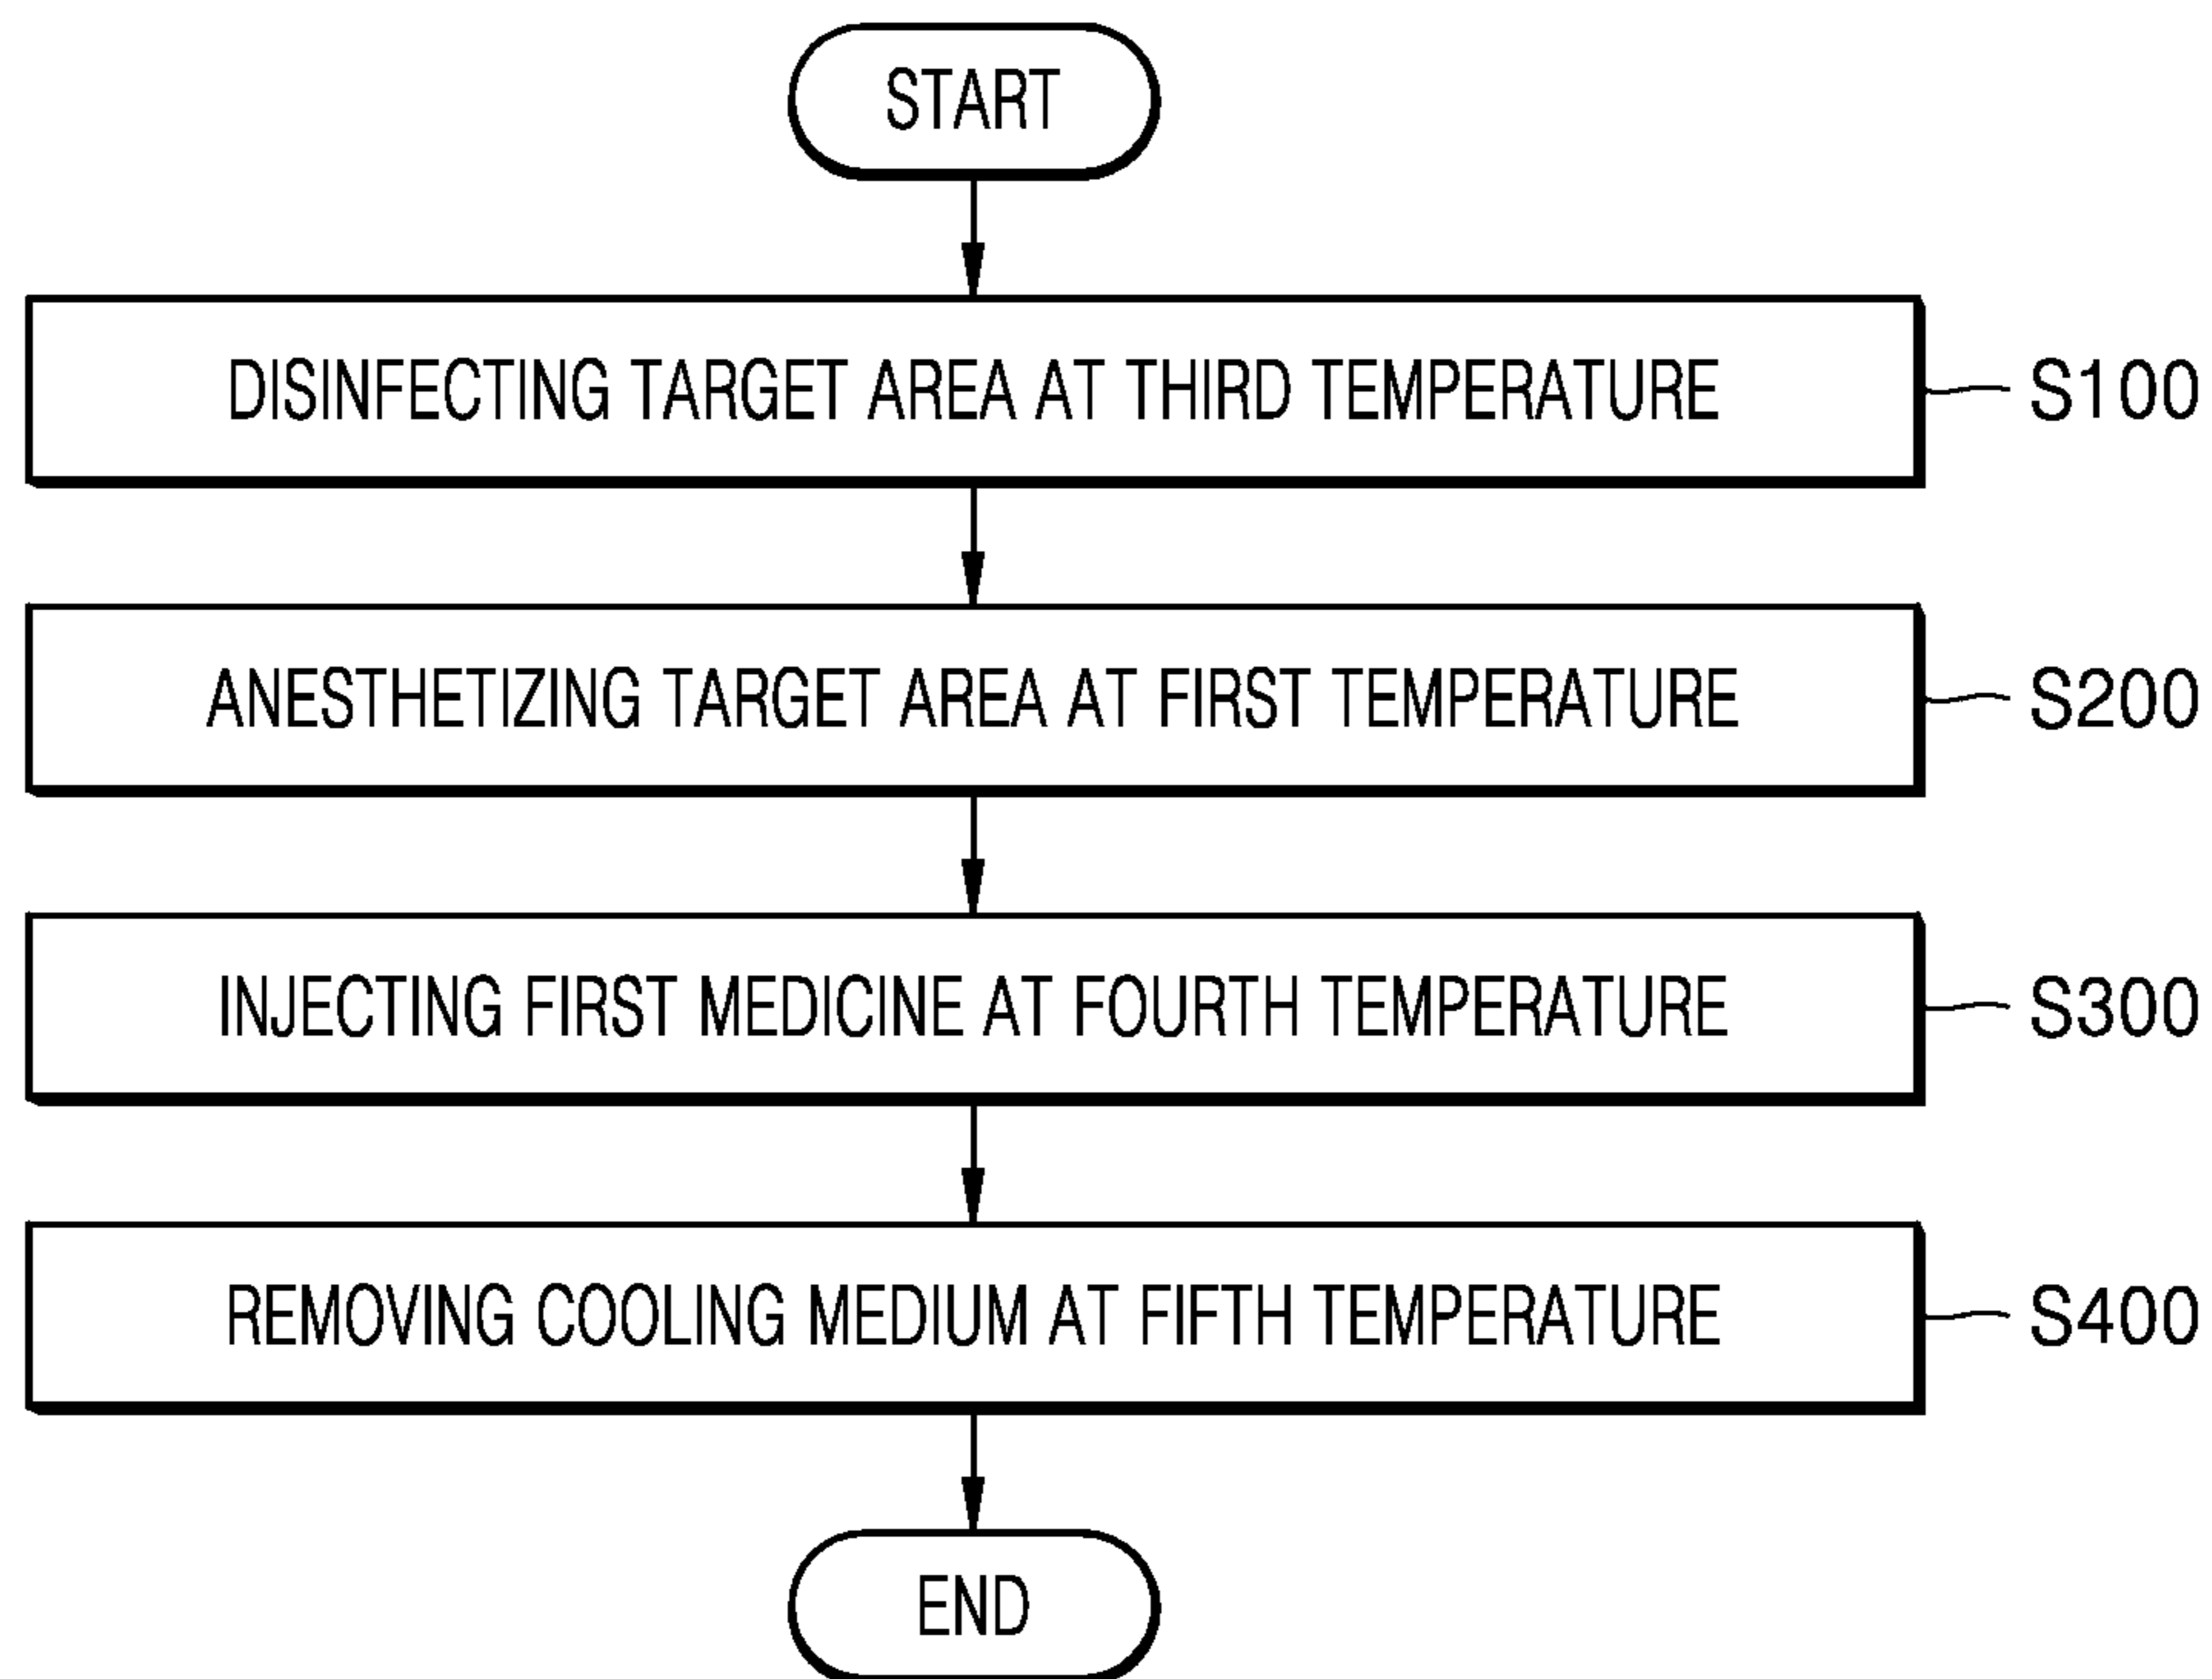 START
DISINFECTING TARGET AREA AT THIRD TEMPERATURE S100
ANESTHETIZING TARGET AREA AT FIRST TEMPERATURE S200
INJECTING FIRST MEDICINE AT FOURTH TEMPERATURE S300
REMOVING COOLING MEDIUM AT FIFTH TEMPERATURE S400
END